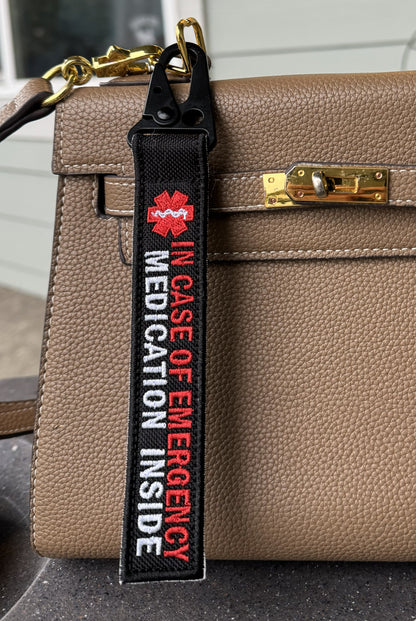 IN CASE OF EMERGENCY
MEDICATION INSIDE